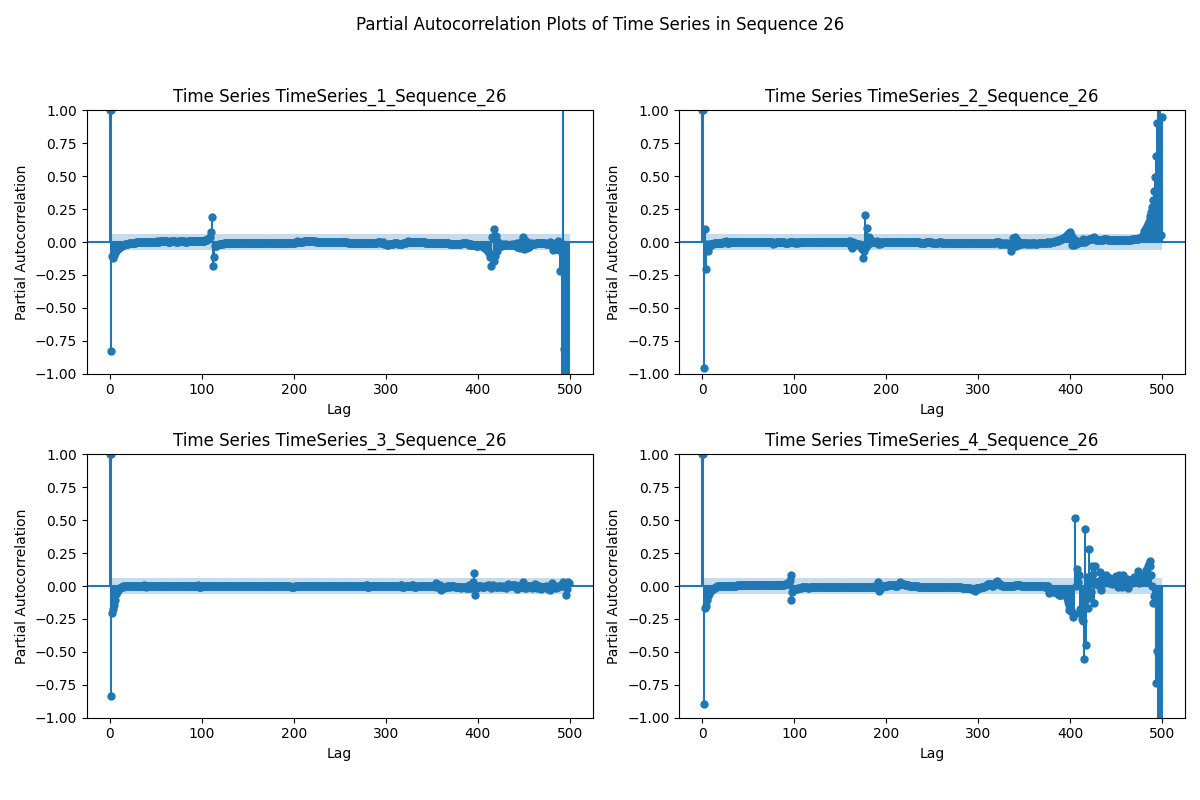 Partial Autocorrelation Plots of Time Series in Sequence 26
Time Series TimeSeries_1_Sequence_26
1.00
0.75
0.50
0.25
0.00
−0.25
−0.50
−0.75
−1.00
Partial Autocorrelation
0 100 200 300 400 500
Lag
Time Series TimeSeries_2_Sequence_26
1.00
0.75
0.50
0.25
0.00
−0.25
−0.50
−0.75
−1.00
Partial Autocorrelation
0 100 200 300 400 500
Lag
Time Series TimeSeries_3_Sequence_26
1.00
0.75
0.50
0.25
0.00
−0.25
−0.50
−0.75
−1.00
Partial Autocorrelation
0 100 200 300 400 500
Lag
Time Series TimeSeries_4_Sequence_26
1.00
0.75
0.50
0.25
0.00
−0.25
−0.50
−0.75
−1.00
Partial Autocorrelation
0 100 200 300 400 500
Lag